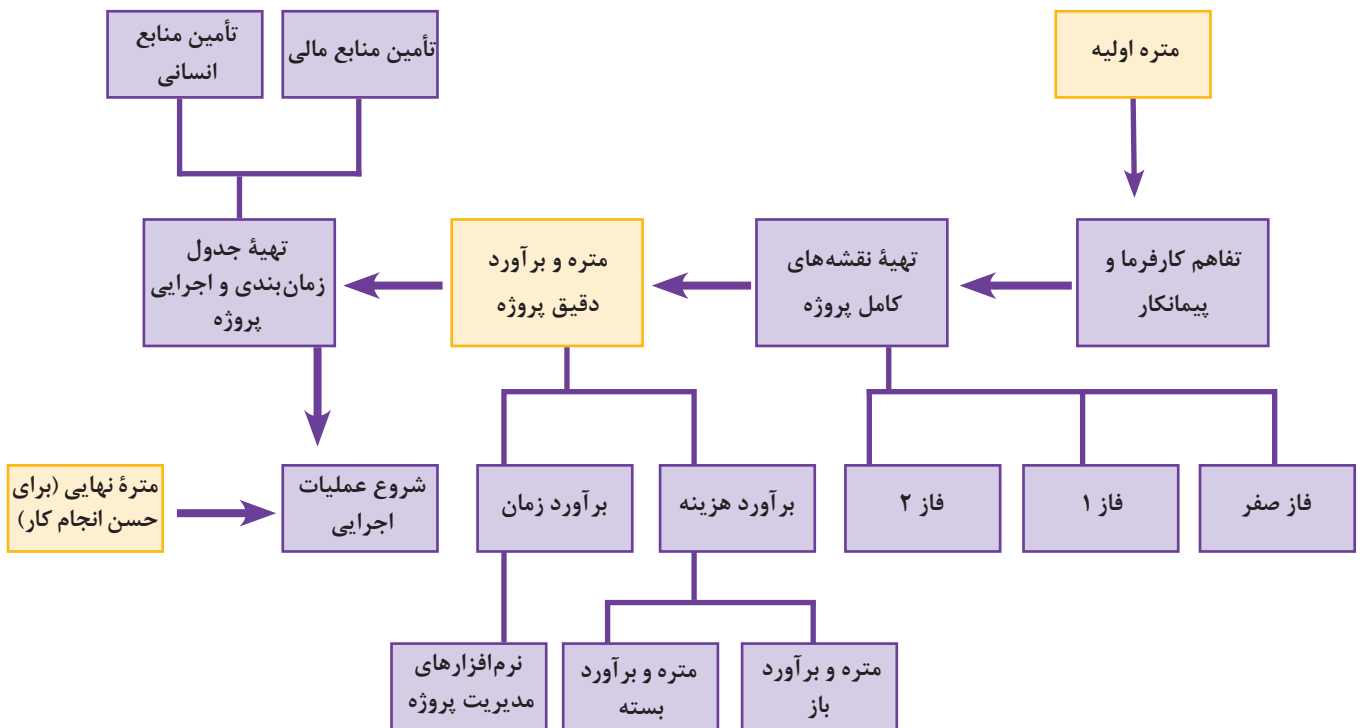 متره اولیه
تأمین منابع مالی
تأمین منابع
انسانی
تفاهم کارفرما و
پیمانکار
تهیهٔ نقشه‌های
کامل پروژه
متره و برآورد
دقیق پروژه
تهیهٔ جدول
زمان‌بندی و اجرایی
پروژه
فاز صفر
فاز ۱
فاز ۲
برآورد هزینه
برآورد زمان
شروع عملیات
اجرایی
مترهٔ نهایی (برای
حسن انجام کار)
متره و برآورد
باز
متره و برآورد
بسته
نرم‌افزارهای
مدیریت پروژه